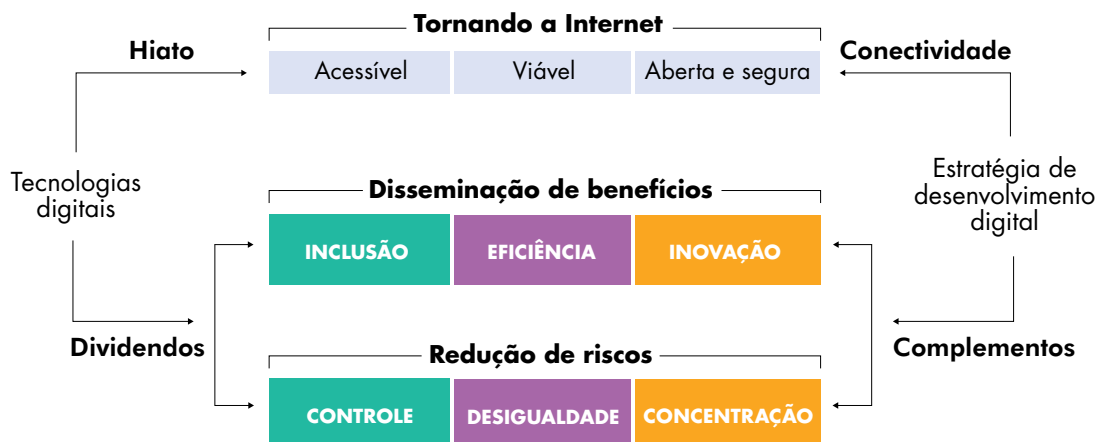 Tornando a Internet
Hiato
Conectividade
Acessível
Viável
Aberta e segura
Tecnologias
digitais
Estratégia de
desenvolvimento
digital
Disseminação de benefícios
INCLUSÃO
EFICIÊNCIA
INOVAÇÃO
Dividendos
Complementos
Redução de riscos
CONTROLE
DESIGUALDADE
CONCENTRAÇÃO